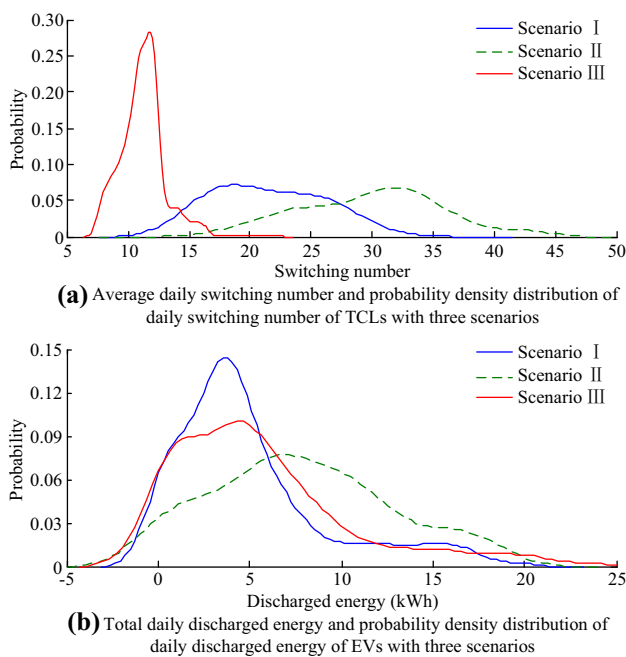 0.30
0.25
0.20
0.15
0.10
0.05
0
Probability
Scenario Ⅰ
Scenario Ⅱ
Scenario Ⅲ
5 10 15 20 25 30 35 40 45 50
Switching number
(a) Average daily switching number and probability density distribution of
daily switching number of TCLs with three scenarios
0.15
0.12
0.09
0.06
0.03
0
Probability
Scenario Ⅰ
Scenario Ⅱ
Scenario Ⅲ
-5 0 5 10 15 20 25
Discharged energy (kWh)
(b) Total daily discharged energy and probability density distribution of
daily discharged energy of EVs with three scenarios